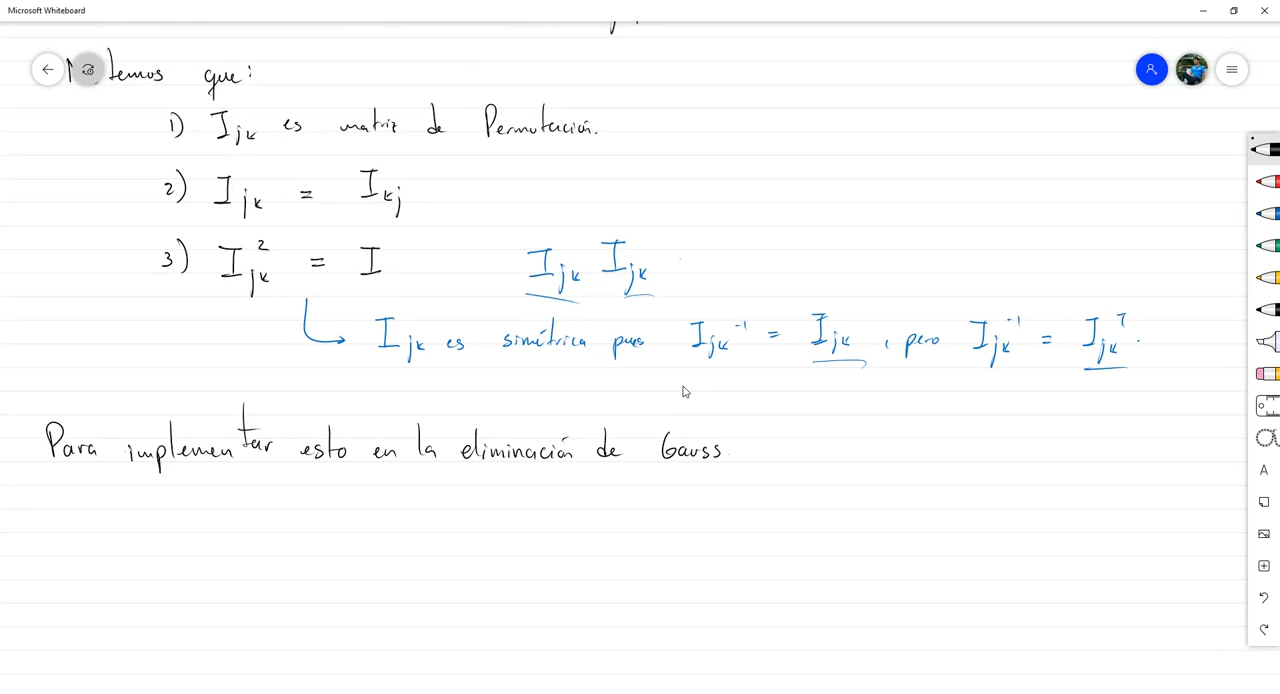 Microsoft Whiteboard
temos que:
1) I_jk es matriz de Permutación.
2) I_jk = I_kj
3) I_jk^2 = I I_jk I_jk
I_jk es simétrica pues I_jk^-1 = I_jk, pero I_jk^-1 = I_jk^T.
Para implementar esto en la eliminación de Gauss.
A